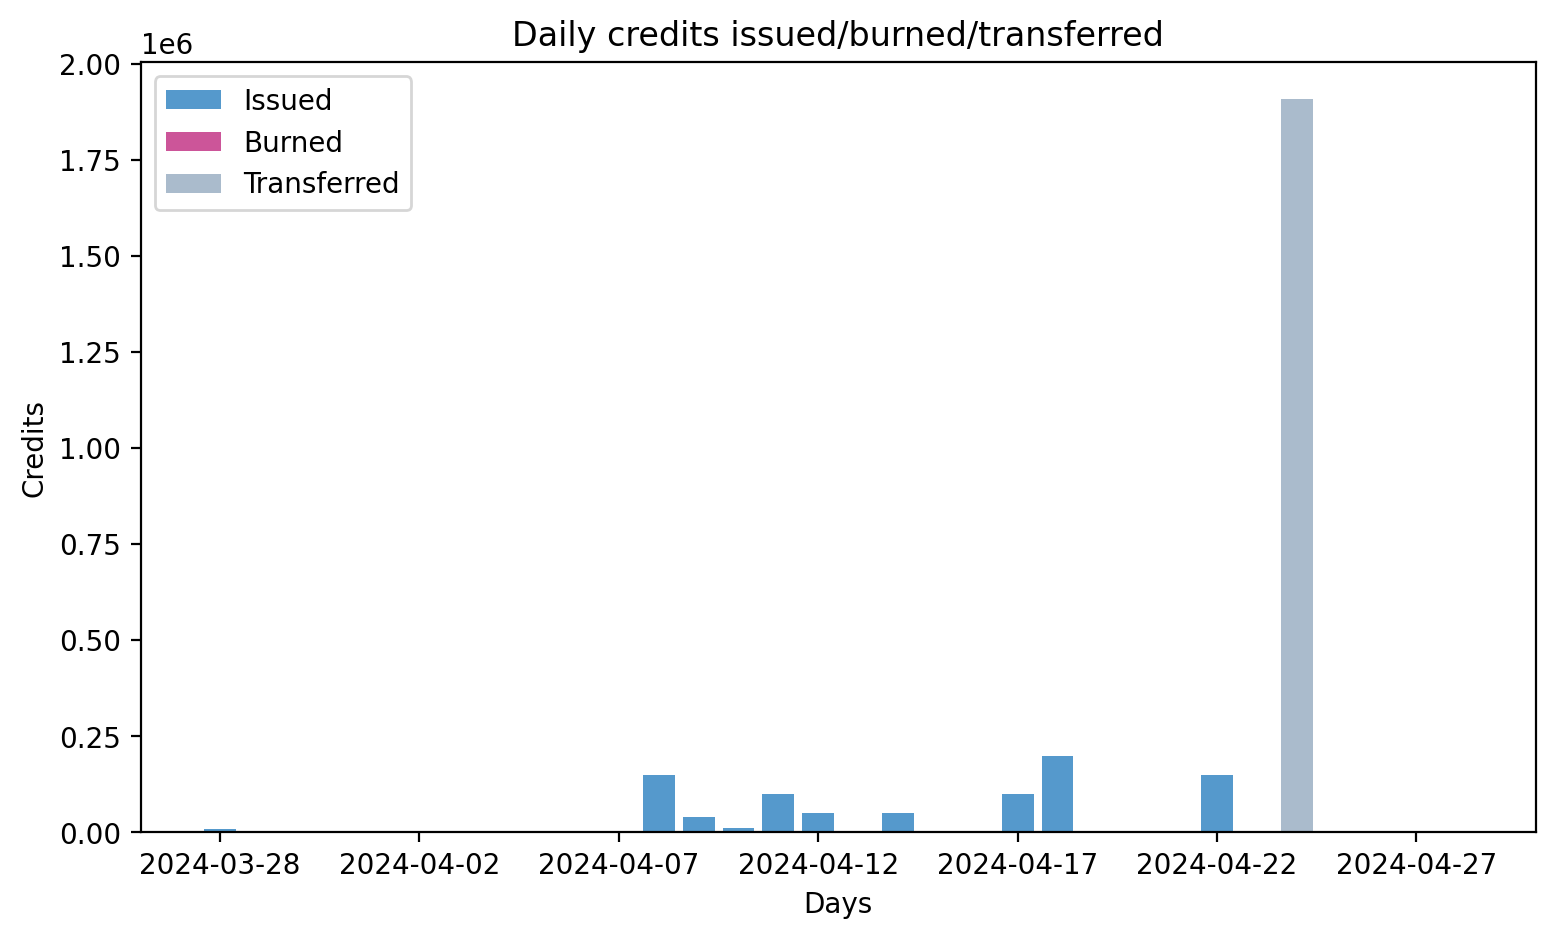 Daily credits issued/burned/transferred
1e6
2.00
1.75
1.50
1.25
1.00
0.75
0.50
0.25
0.00
Credits
Issued
Burned
Transferred
2024-03-28 2024-04-02 2024-04-07 2024-04-12 2024-04-17 2024-04-22 2024-04-27
Days